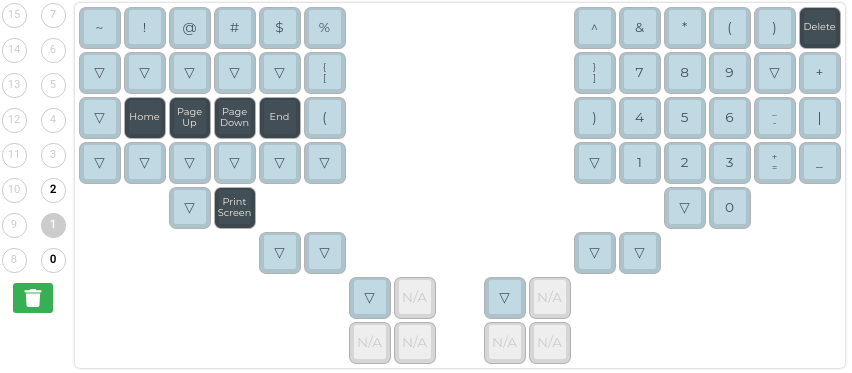 15 7 ~ ! @ # $ % ^ & * ( ) Delete
14 6 ▽ ▽ ▽ ▽ ▽ { [ } ] 7 8 9 ▽ +
13 5
12 4 ▽ Home Page Up Page Down End ( ) 4 5 6 _ - |
11 3 ▽ ▽ ▽ ▽ ▽ ▽ ▽ 1 2 3 + = _
10 2 ▽ Print Screen ▽ 0
9 1 ▽ ▽ ▽ ▽
8 0
▽ N/A ▽ N/A
N/A N/A N/A N/A